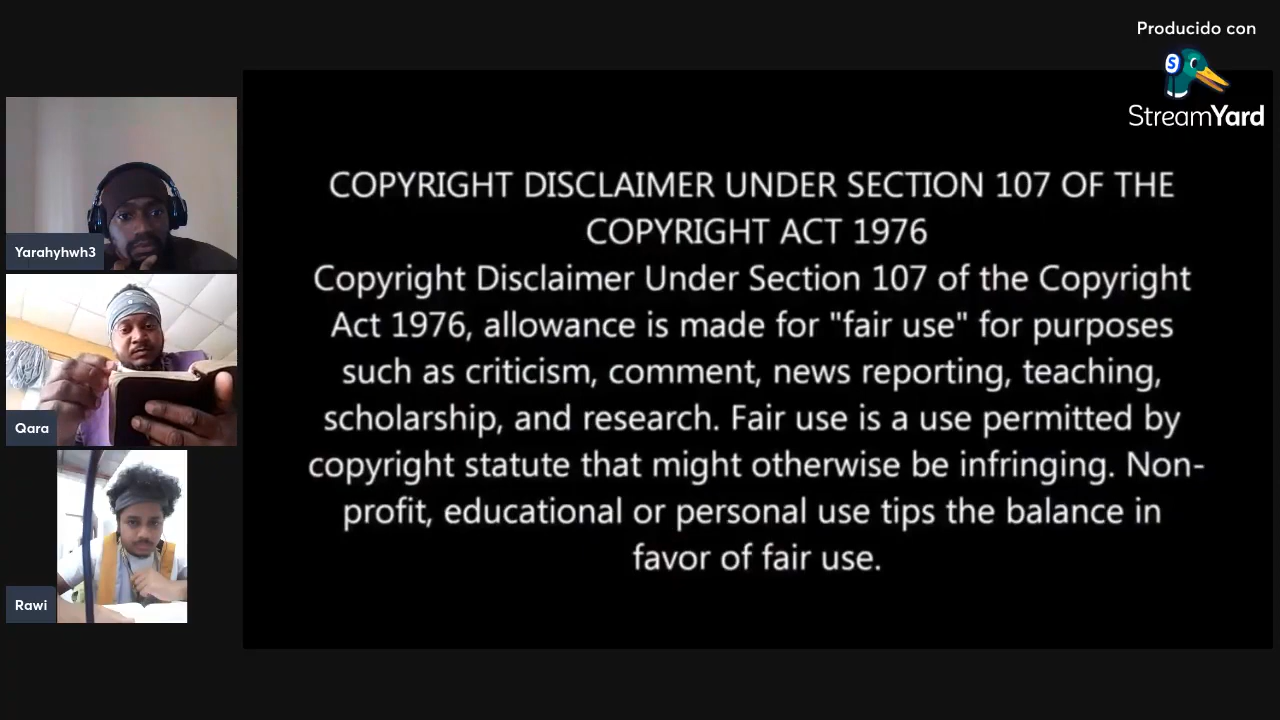 Producido con
StreamYard
COPYRIGHT DISCLAIMER UNDER SECTION 107 OF THE
COPYRIGHT ACT 1976
Copyright Disclaimer Under Section 107 of the Copyright
Act 1976, allowance is made for "fair use" for purposes
such as criticism, comment, news reporting, teaching,
scholarship, and research. Fair use is a use permitted by
copyright statute that might otherwise be infringing. Non-
profit, educational or personal use tips the balance in
favor of fair use.
Yarahyhwh3
Qara
Rawi